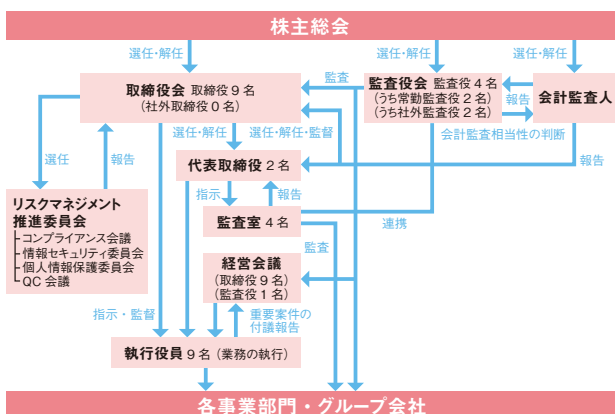 株主総会
選任・解任
選任・解任
選任・解任
取締役会 取締役9名
(社外取締役0名)
監査
監査役会 監査役4名
(うち常勤監査役2名)
(うち社外監査役2名)
報告
会計監査人
会計監査相当性の判断
選任・解任
選任・解任・監督
選任
報告
代表取締役 2名
報告
指示
報告
リスクマネジメント
推進委員会
コンプライアンス会議
情報セキュリティ委員会
個人情報保護委員会
QC 会議
監査室 4名
連携
監査
経営会議
(取締役9名)
(監査役1名)
指示・監督
重要案件の
付議報告
執行役員 9名 (業務の執行)
各事業部門・グループ会社